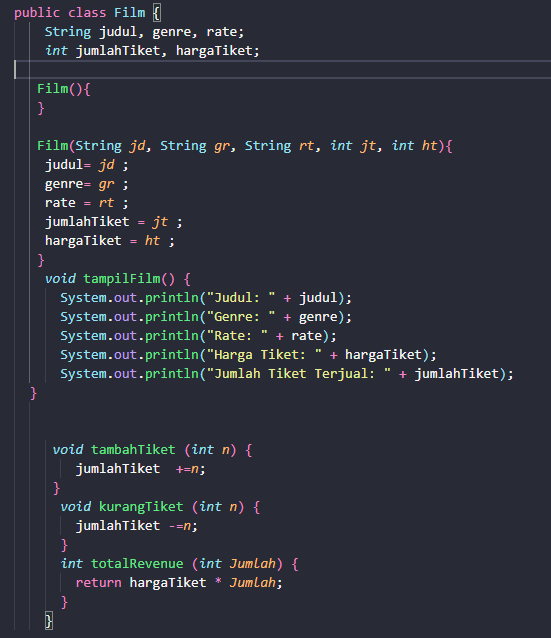 public class Film {
String judul, genre, rate;
int jumlahTiket, hargaTiket;
Film(){
}
Film(String jd, String gr, String rt, int jt, int ht){
judul= jd ;
genre= gr ;
rate = rt ;
jumlahTiket = jt ;
hargaTiket = ht ;
}
void tampilFilm() {
System.out.println("Judul: " + judul);
System.out.println("Genre: " + genre);
System.out.println("Rate: " + rate);
System.out.println("Harga Tiket: " + hargaTiket);
System.out.println("Jumlah Tiket Terjual: " + jumlahTiket);
}
void tambahTiket (int n) {
jumlahTiket  +=n;
}
void kurangTiket (int n) {
jumlahTiket -=n;
}
int totalRevenue (int Jumlah) {
return hargaTiket * Jumlah;
}
}